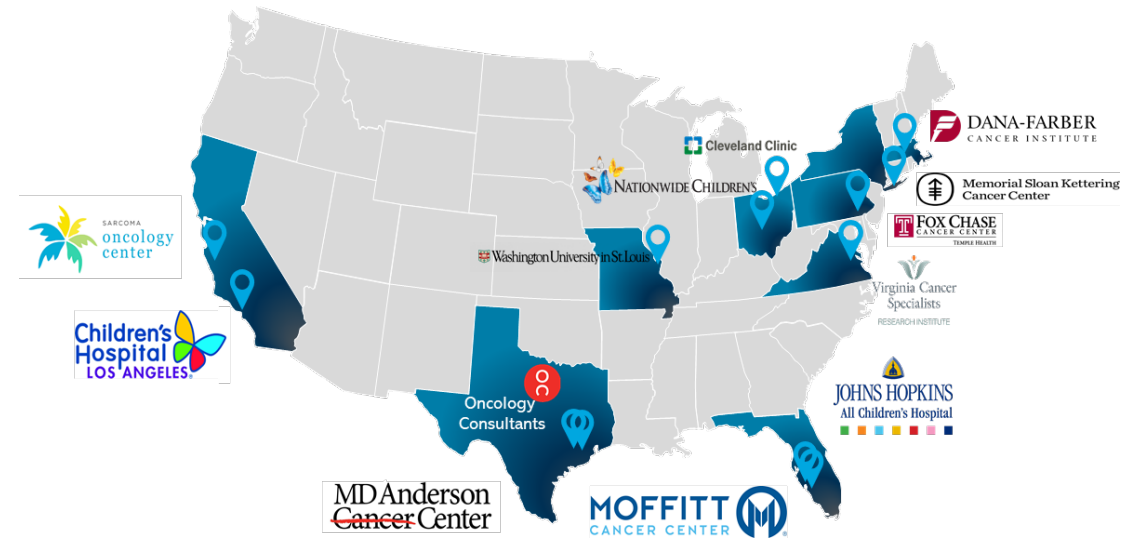 DANA-FARBER
CANCER INSTITUTE
Cleveland Clinic
NATIONWIDE CHILDREN'S
Memorial Sloan Kettering
Cancer Center
SARCOMA
oncology
center
FOX CHASE
CANCER CENTER
TEMPLE HEALTH
Washington University in St. Louis
Virginia Cancer
Specialists
RESEARCH INSTITUTE
Children's
Hospital
LOS ANGELES®
Oncology
Consultants
JOHNS HOPKINS
All Children's Hospital
MD Anderson
Cancer Center
MOFFITT
CANCER CENTER